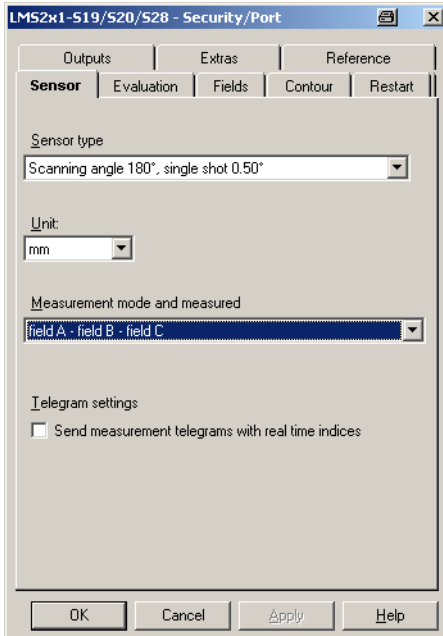 LMS2x1-S19/S20/S28 - Security/Port
Outputs Extras Reference
Sensor Evaluation Fields Contour Restart
Sensor type
Scanning angle 180°, single shot 0.50°
Unit:
mm
Measurement mode and measured
field A - field B - field C
Telegram settings
Send measurement telegrams with real time indices
OK Cancel Apply Help